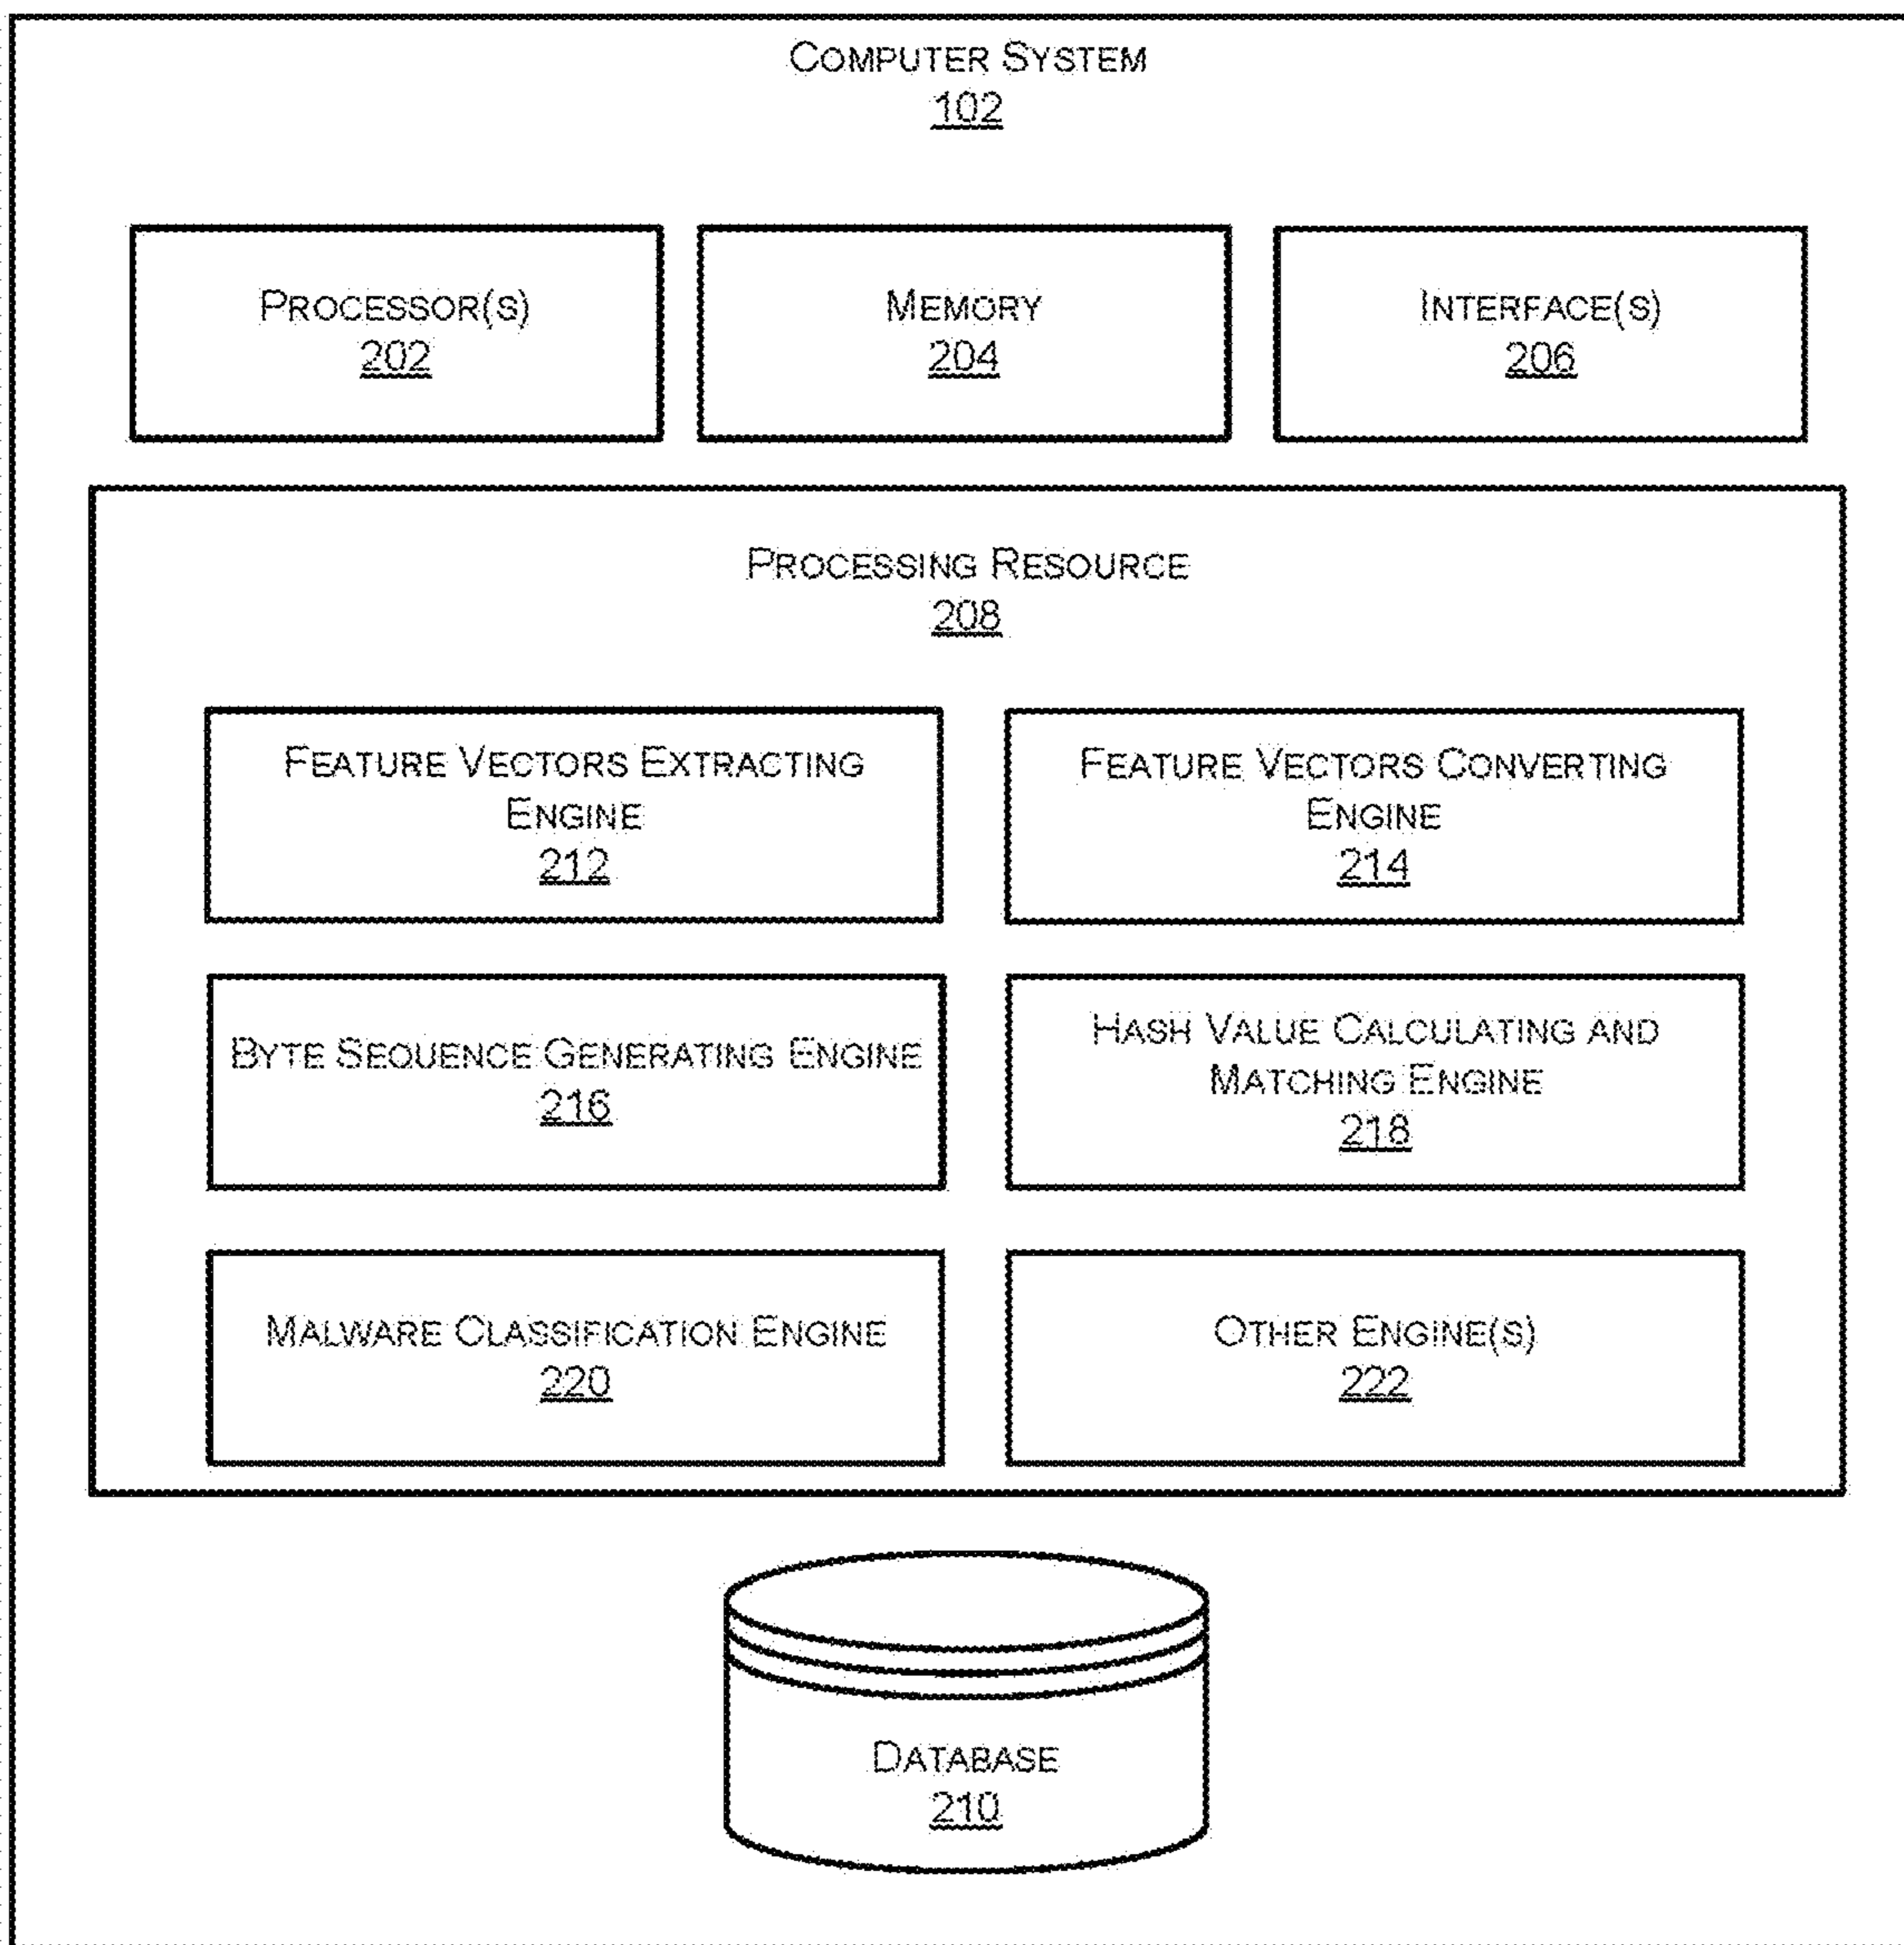 COMPUTER SYSTEM
102
PROCESSOR(S)
202
MEMORY
204
INTERFACE(S)
206
PROCESSING RESOURCE
208
FEATURE VECTORS EXTRACTING
ENGINE
212
FEATURE VECTORS CONVERTING
ENGINE
214
BYTE SEQUENCE GENERATING ENGINE
216
HASH VALUE CALCULATING AND
MATCHING ENGINE
218
MALWARE CLASSIFICATION ENGINE
220
OTHER ENGINE(S)
222
DATABASE
210